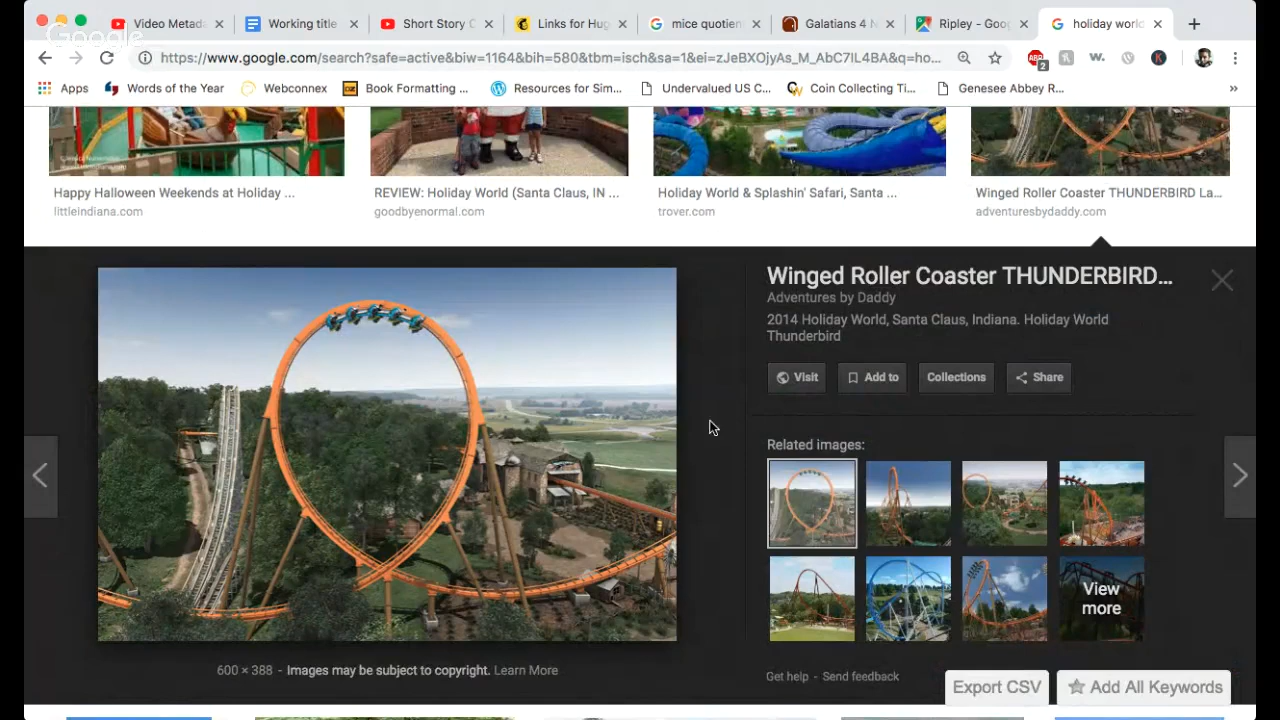 Google
Video Metad
Working title
Short Story C
Links for Hug
mice quotien
Galatians 4 N
Ripley - Goo
holiday worl
https://www.google.com/search?safe=active&biw=1164&bih=580&tbm=isch&sa=1&ei=zJeBXOjyAs_M_AbC7IL4BA&q=ho...
ABP
2
w.
K
Apps
Words of the Year
Webconnex
Book Formatting ...
Resources for Sim...
Undervalued US C...
Coin Collecting Ti...
Genesee Abbey R...
»
Happy Halloween Weekends at Holiday ...
littleindiana.com
REVIEW: Holiday World (Santa Claus, IN ...
goodbyenormal.com
Holiday World & Splashin' Safari, Santa ...
trover.com
Winged Roller Coaster THUNDERBIRD La...
adventuresbydaddy.com
Winged Roller Coaster THUNDERBIRD...
Adventures by Daddy
2014 Holiday World, Santa Claus, Indiana. Holiday World
Thunderbird
Visit
Add to
Collections
Share
Related images:
View
more
600 × 388 - Images may be subject to copyright. Learn More
Get help - Send feedback
Export CSV
Add All Keywords